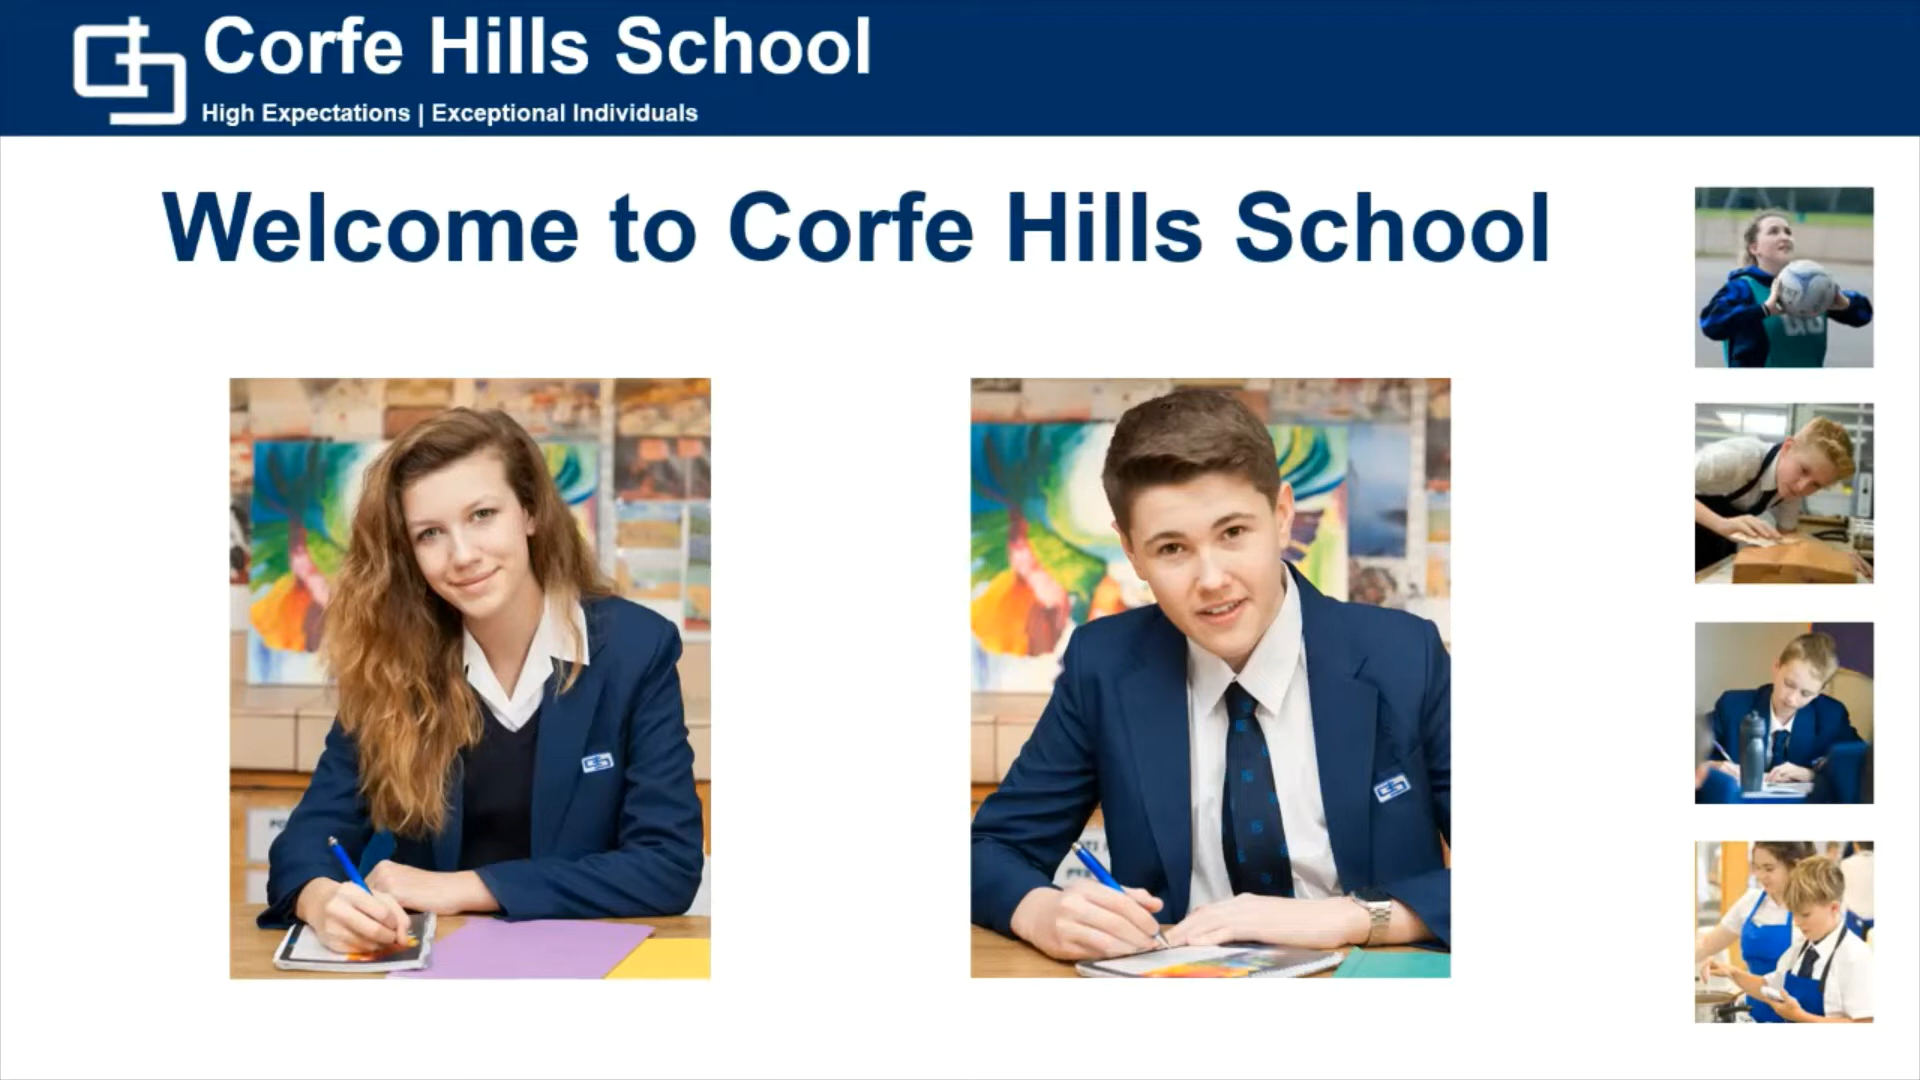 Corfe Hills School
High Expectations | Exceptional Individuals
Welcome to Corfe Hills School